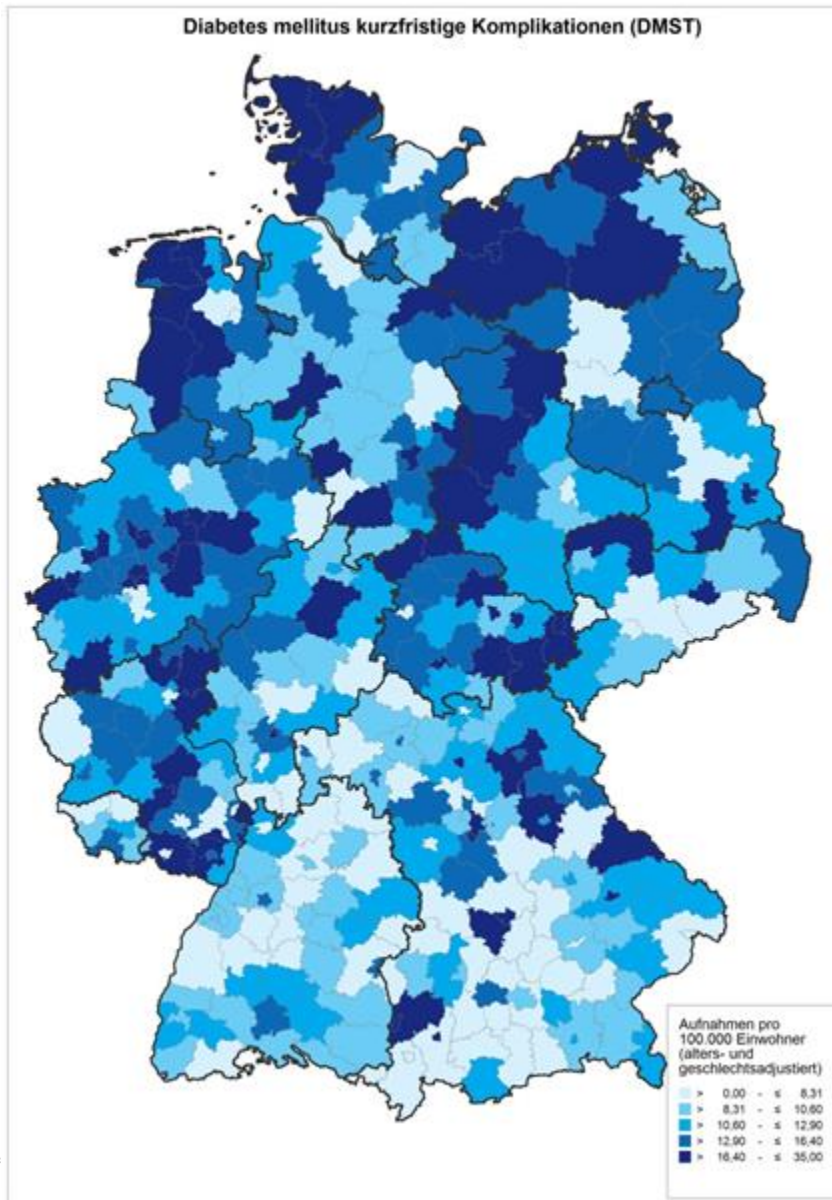 Diabetes mellitus kurzfristige Komplikationen (DMST)
Aufnahmen pro
100.000 Einwohner
(alters- und
geschlechtsadjustiert)
> 0,00 - ≤ 8,31
> 8,31 - ≤ 10,60
> 10,60 - ≤ 12,90
> 12,90 - ≤ 16,40
> 16,40 - ≤ 35,00